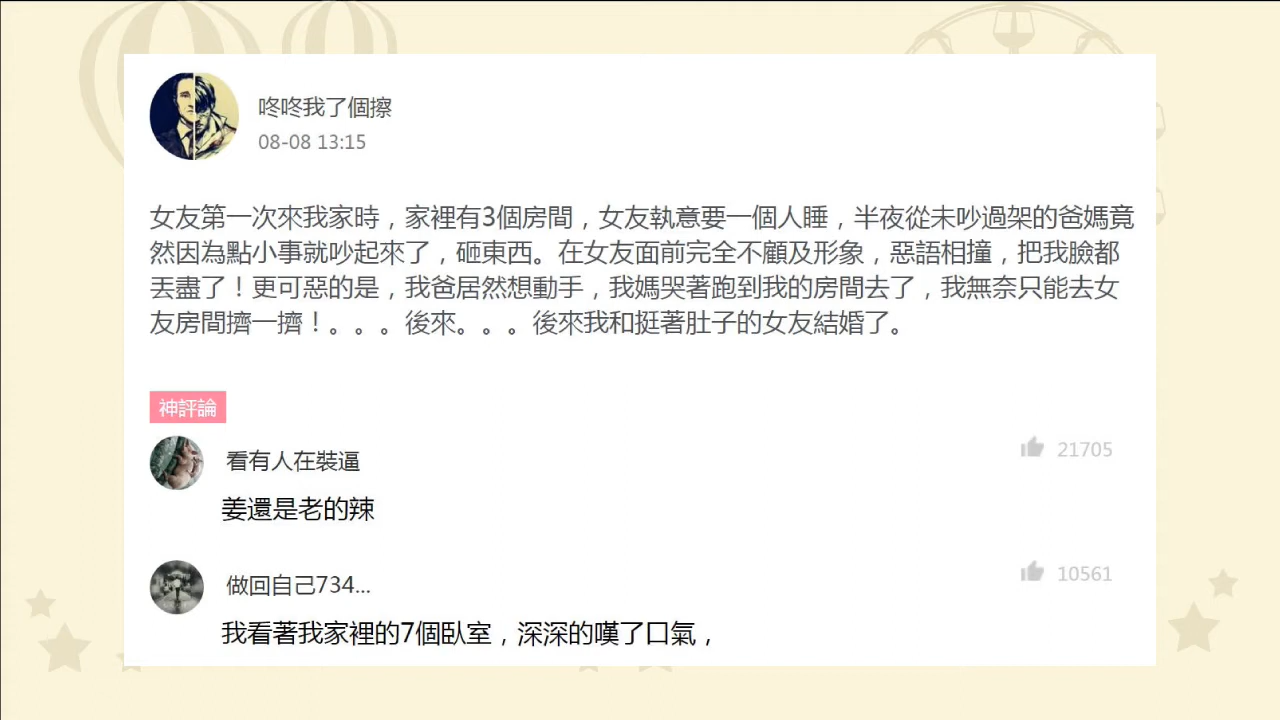 咚咚我了個擦
08-08 13:15
女友第一次來我家時，家裡有3個房間，女友執意要一個人睡，半夜從未吵過架的爸媽竟
然因為點小事就吵起來了，砸東西。在女友面前完全不顧及形象，惡語相撞，把我臉都
丟盡了！更可惡的是，我爸居然想動手，我媽哭著跑到我的房間去了，我無奈只能去女
友房間擠一擠！。。。後來。。。後來我和挺著肚子的女友結婚了。
神評論
看有人在裝逼
21705
姜還是老的辣
做回自己734...
10561
我看著我家裡的7個臥室，深深的嘆了口氣，